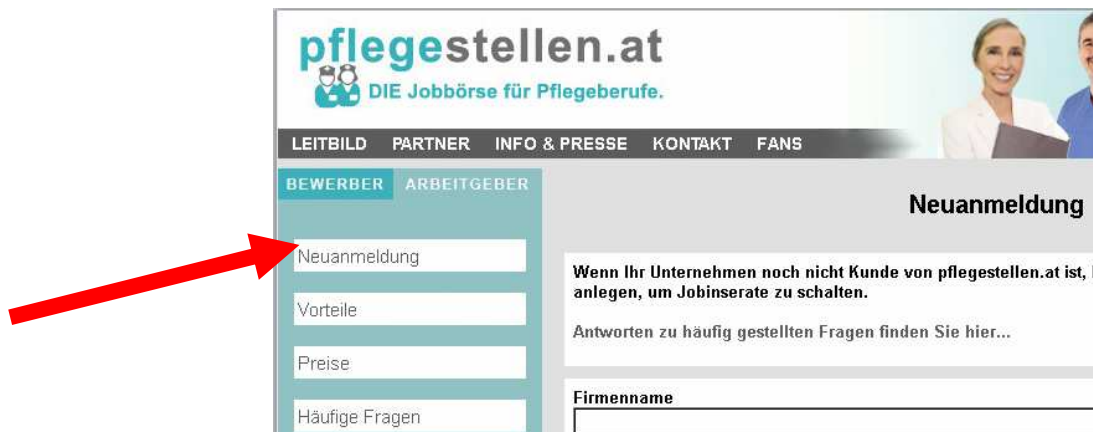 pflegestellen.at
DIE Jobbörse für Pflegeberufe.
LEITBILD PARTNER INFO & PRESSE KONTAKT FANS
BEWERBER ARBEITGEBER
Neuanmeldung
Vorteile
Preise
Häufige Fragen
Neuanmeldung
Wenn Ihr Unternehmen noch nicht Kunde von pflegestellen.at ist,
anlegen, um Jobinserate zu schalten.
Antworten zu häufig gestellten Fragen finden Sie hier...
Firmenname